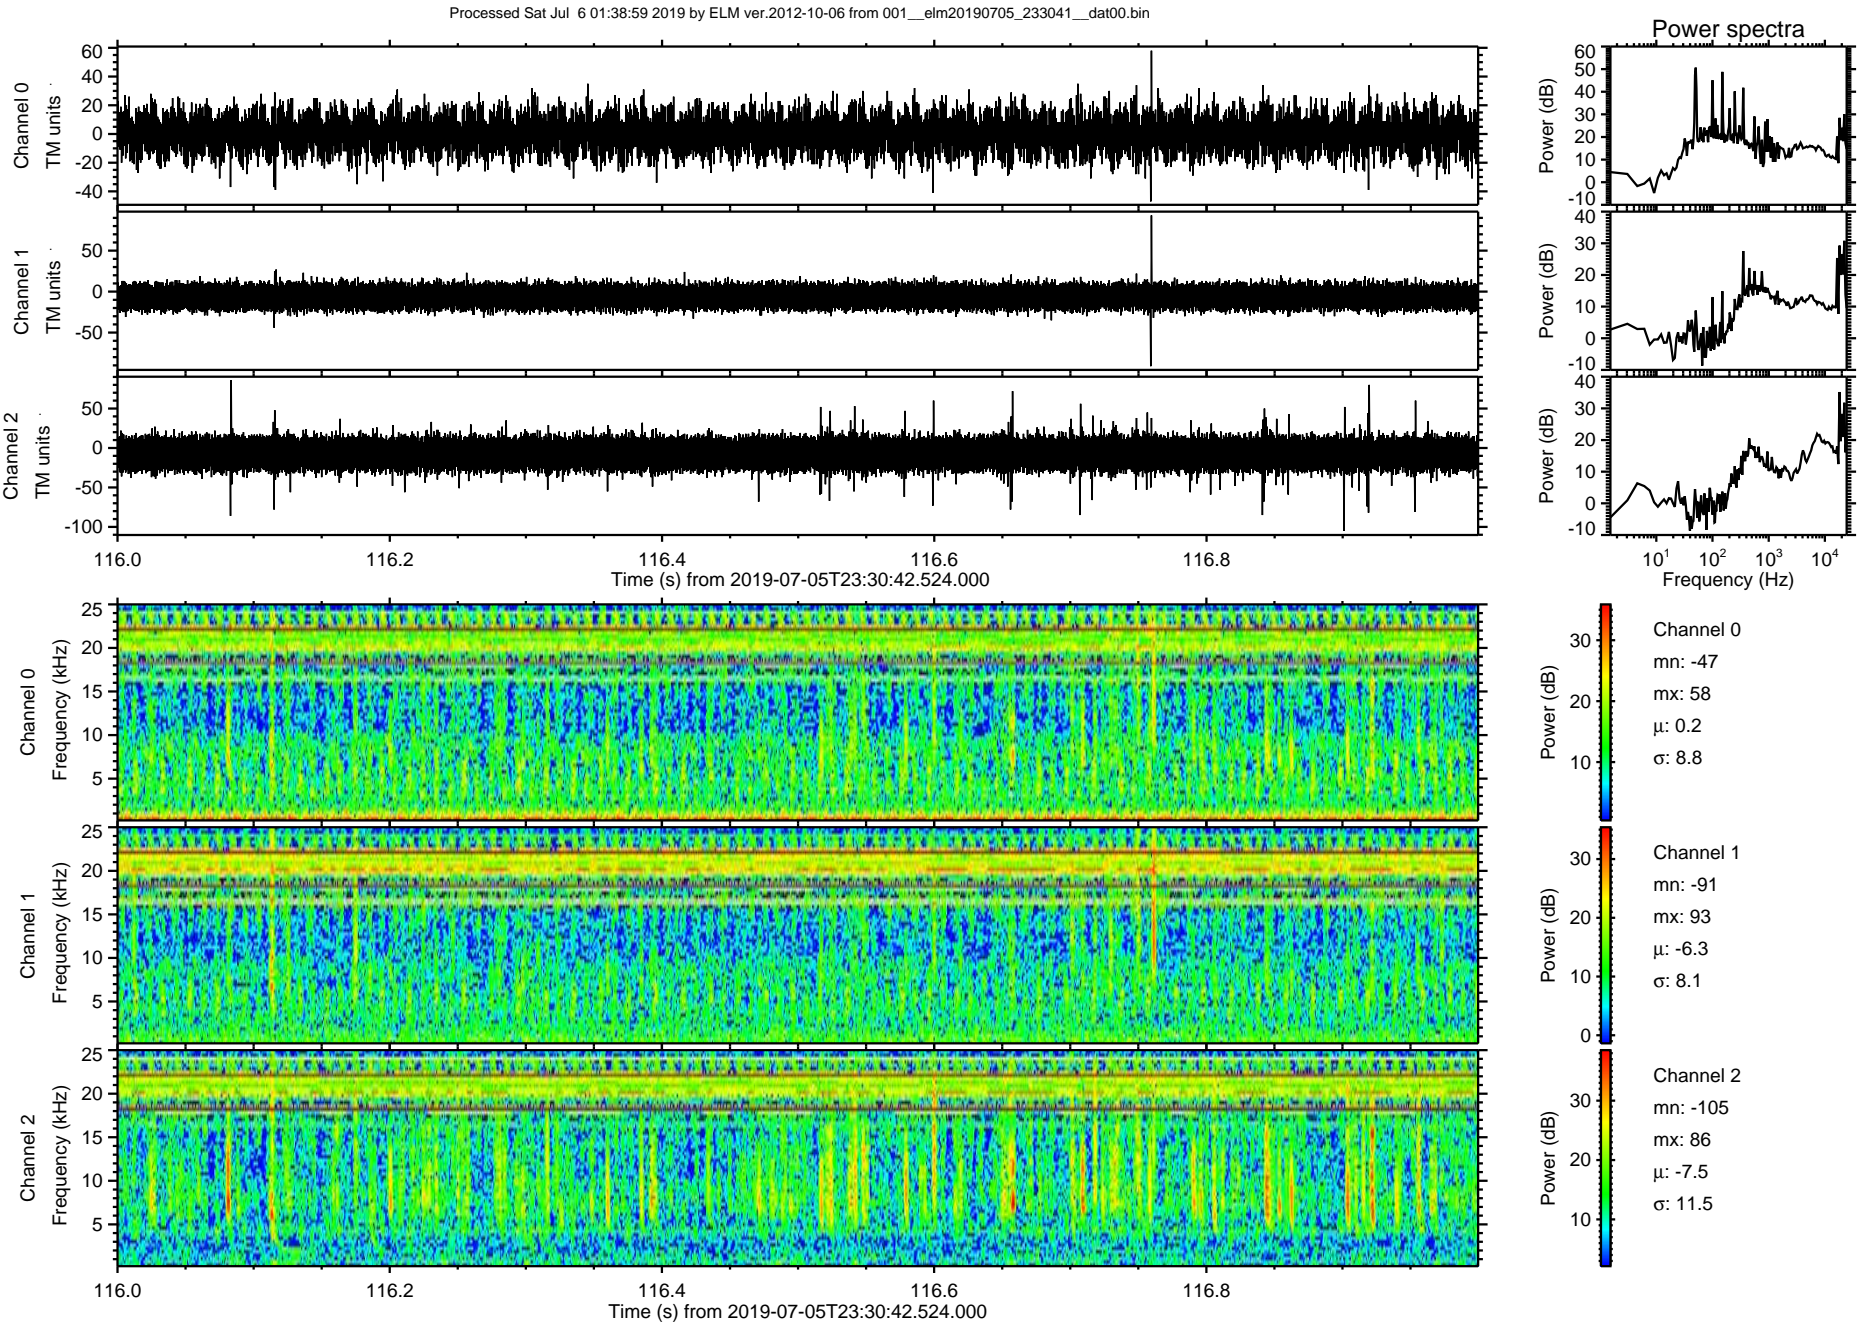 Processed Sat Jul  6 01:38:59 2019 by ELM ver.2012-10-06 from 001__elm20190705_233041__dat00.bin
Power spectra
Channel 0
TM units
60
40
20
0
-20
-40
Power (dB)
60
50
40
30
20
10
0
-10
Channel 1
TM units
50
0
-50
Power (dB)
40
30
20
10
0
-10
Channel 2
TM units
50
0
-50
-100
Power (dB)
40
30
20
10
0
-10
116.0 116.2 116.4 116.6 116.8
Time (s) from 2019-07-05T23:30:42.524.000
10¹ 10² 10³ 10⁴
Frequency (Hz)
Channel 0
Frequency (kHz)
25
20
15
10
5
Power (dB)
30
20
10
Channel 0
mn: -47
mx: 58
μ: 0.2
σ: 8.8
Channel 1
Frequency (kHz)
25
20
15
10
5
Power (dB)
30
20
10
0
Channel 1
mn: -91
mx: 93
μ: -6.3
σ: 8.1
Channel 2
Frequency (kHz)
25
20
15
10
5
Power (dB)
30
20
10
Channel 2
mn: -105
mx: 86
μ: -7.5
σ: 11.5
116.0 116.2 116.4 116.6 116.8
Time (s) from 2019-07-05T23:30:42.524.000